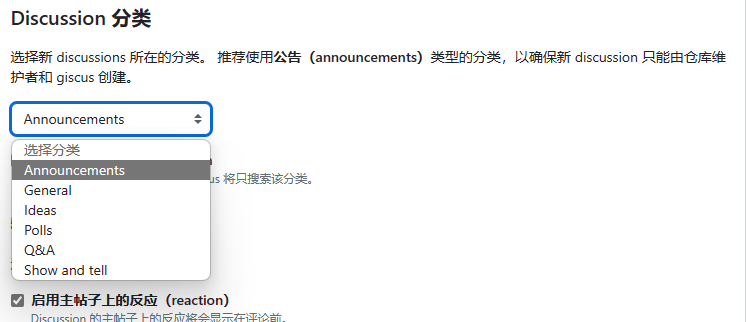 Discussion 分类
选择新 discussions 所在的分类。 推荐使用公告（announcements）类型的分类，以确保新 discussion 只能由仓库维
护者和 giscus 创建。
Announcements
选择分类
Announcements
将只搜索该分类。
General
Ideas
Polls
Q&A
Show and tell
启用主帖子上的反应（reaction）
Discussion 的主帖子上的反应将会显示在评论前。